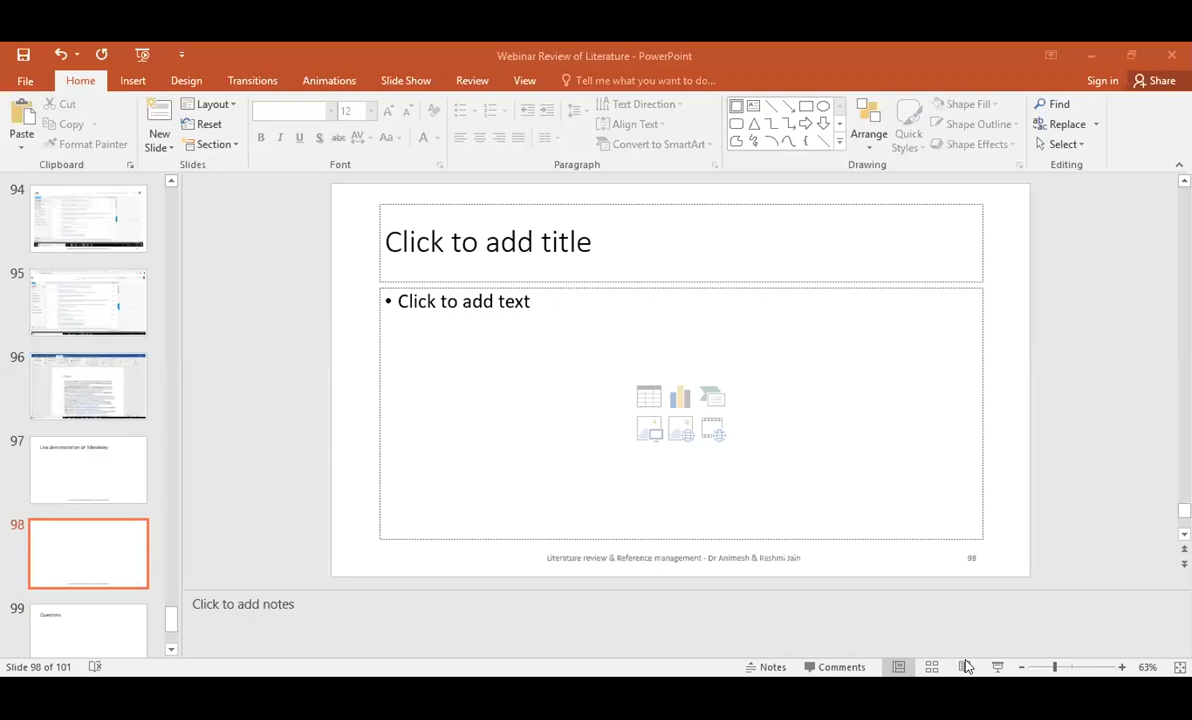 Webinar Review of Literature - PowerPoint
File Home Insert Design Transitions Animations Slide Show Review View Tell me what you want to do... Sign in Share
Paste
Cut
Copy
Format Painter
Clipboard
New Slide
Layout
Reset
Section
Slides
12
Font
Text Direction
Align Text
Convert to SmartArt
Paragraph
Arrange
Quick Styles
Shape Fill
Shape Outline
Shape Effects
Drawing
Find
Replace
Select
Editing
94
95
96
97
Live demonstration of Mendeley
98
99
Questions
Click to add title
• Click to add text
Literature review & Reference management - Dr Animesh & Rashmi Jain 98
Click to add notes
Slide 98 of 101 Notes Comments 63%